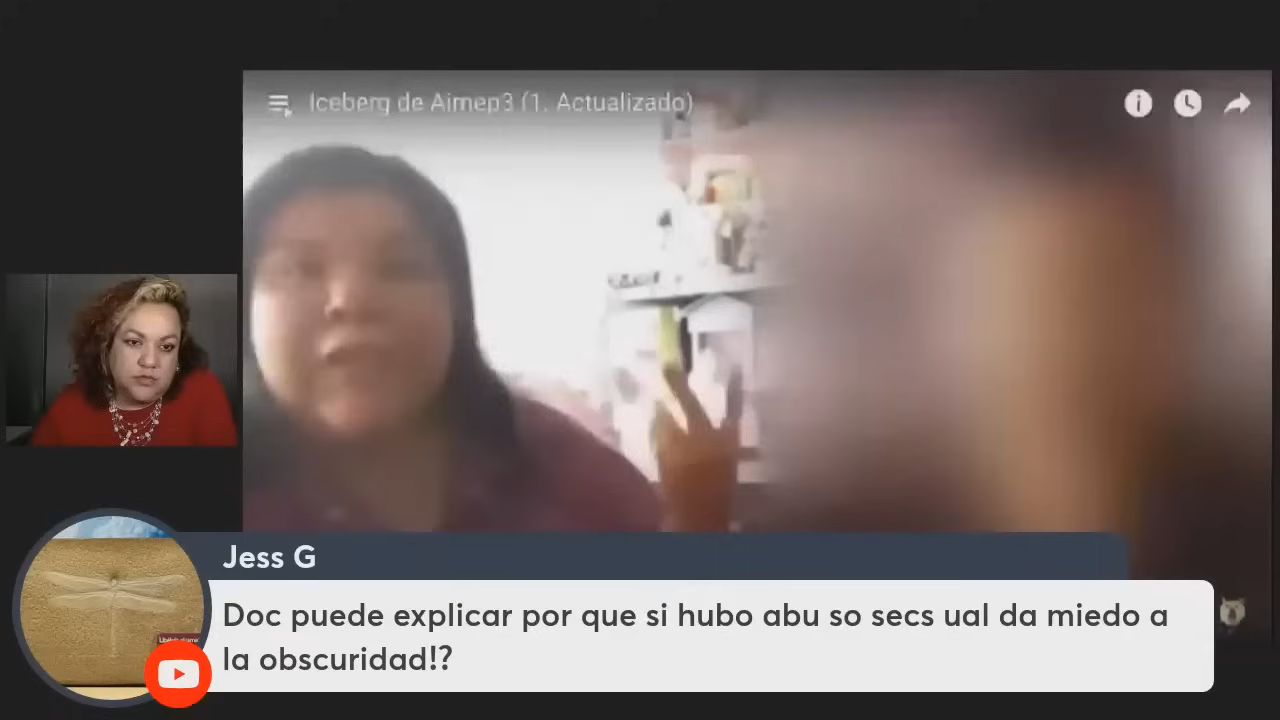 Iceberg de Aimep3 (1. Actualizado)
Jess G
Doc puede explicar por que si hubo abu so secs ual da miedo a
la obscuridad!?